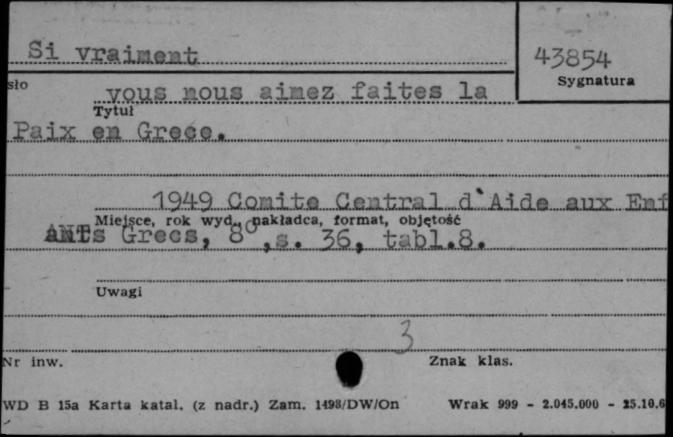 Si vraiment
43854
Sygnatura
sło
vous nous aimez faites la
Tytuł
Paix en Grece.
1949 Comite Central d`Aide aux Enf
Miejsce, rok wyd., nakładca, format, objętość
ANTS Grecs, 8°, s. 36, tabl.8.
Uwagi
3
Nr inw.
Znak klas.
WD B 15a Karta katal. (z nadr.) Zam. 1498/DW/On Wrak 999 - 2.045.000 - 25.10.6